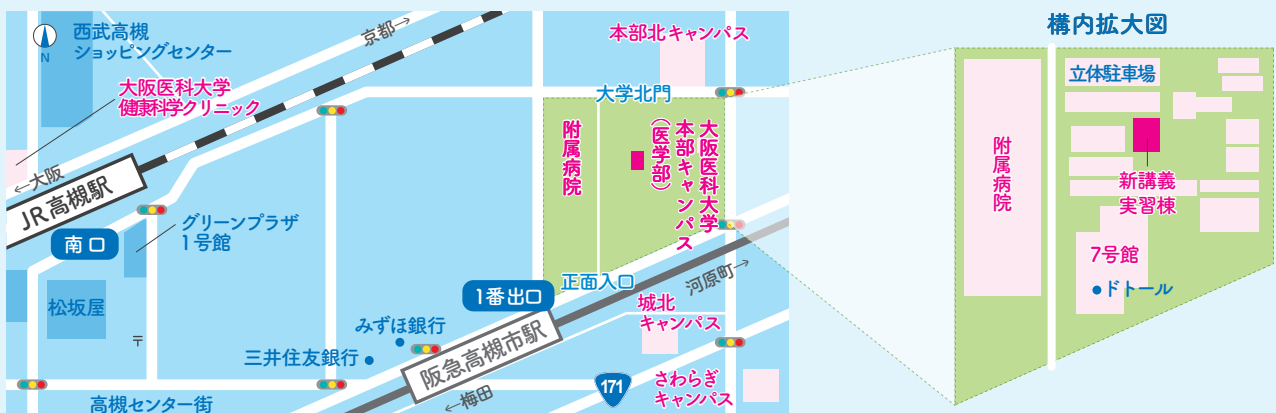 N
西武高槻
ショッピングセンター
京都→
大阪医科大学
健康科学クリニック
←大阪
JR高槻駅
南口
グリーンプラザ
1号館
松坂屋
〒
みずほ銀行
三井住友銀行
高槻センター街
1番出口
阪急高槻市駅
←梅田
171
河原町→
正面入口
城北
キャンパス
さわらぎ
キャンパス
本部北キャンパス
大学北門
附属病院
大阪医科大学
本部キャンパス
(医学部)
構内拡大図
立体駐車場
附属病院
新講義
実習棟
7号館
ドトール